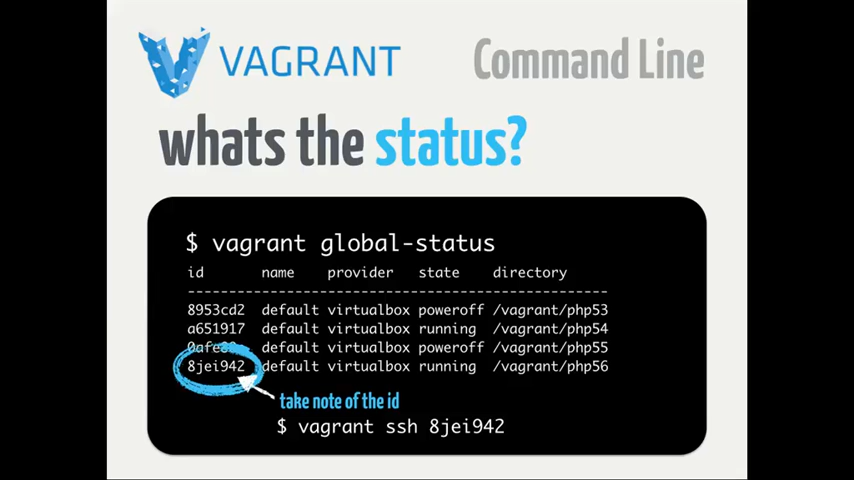 VAGRANT
Command Line
whats the status?
$ vagrant global-status
id name provider state directory
--------------------------------------------------------
8953cd2 default virtualbox poweroff /vagrant/php53
a651917 default virtualbox running /vagrant/php54
default virtualbox poweroff /vagrant/php55
8jei942 default virtualbox running /vagrant/php56
take note of the id
$ vagrant ssh 8jei942